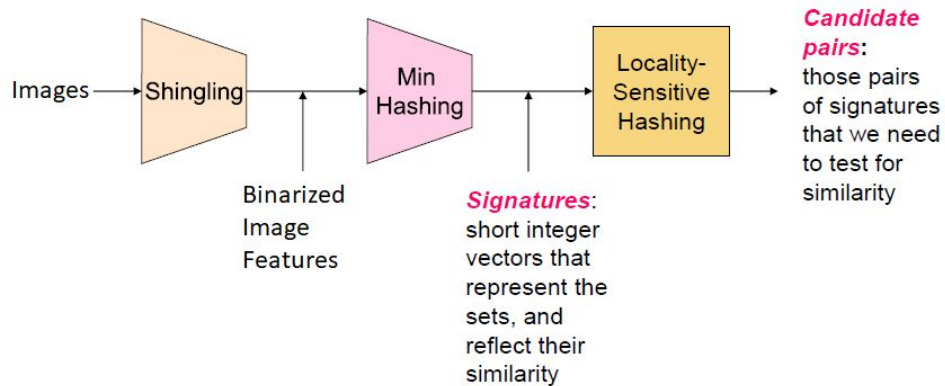 Images
Shingling
Binarized
Image
Features
Min
Hashing
Signatures:
short integer
vectors that
represent the
sets, and
reflect their
similarity
Locality-
Sensitive
Hashing
Candidate
pairs:
those pairs
of signatures
that we need
to test for
similarity